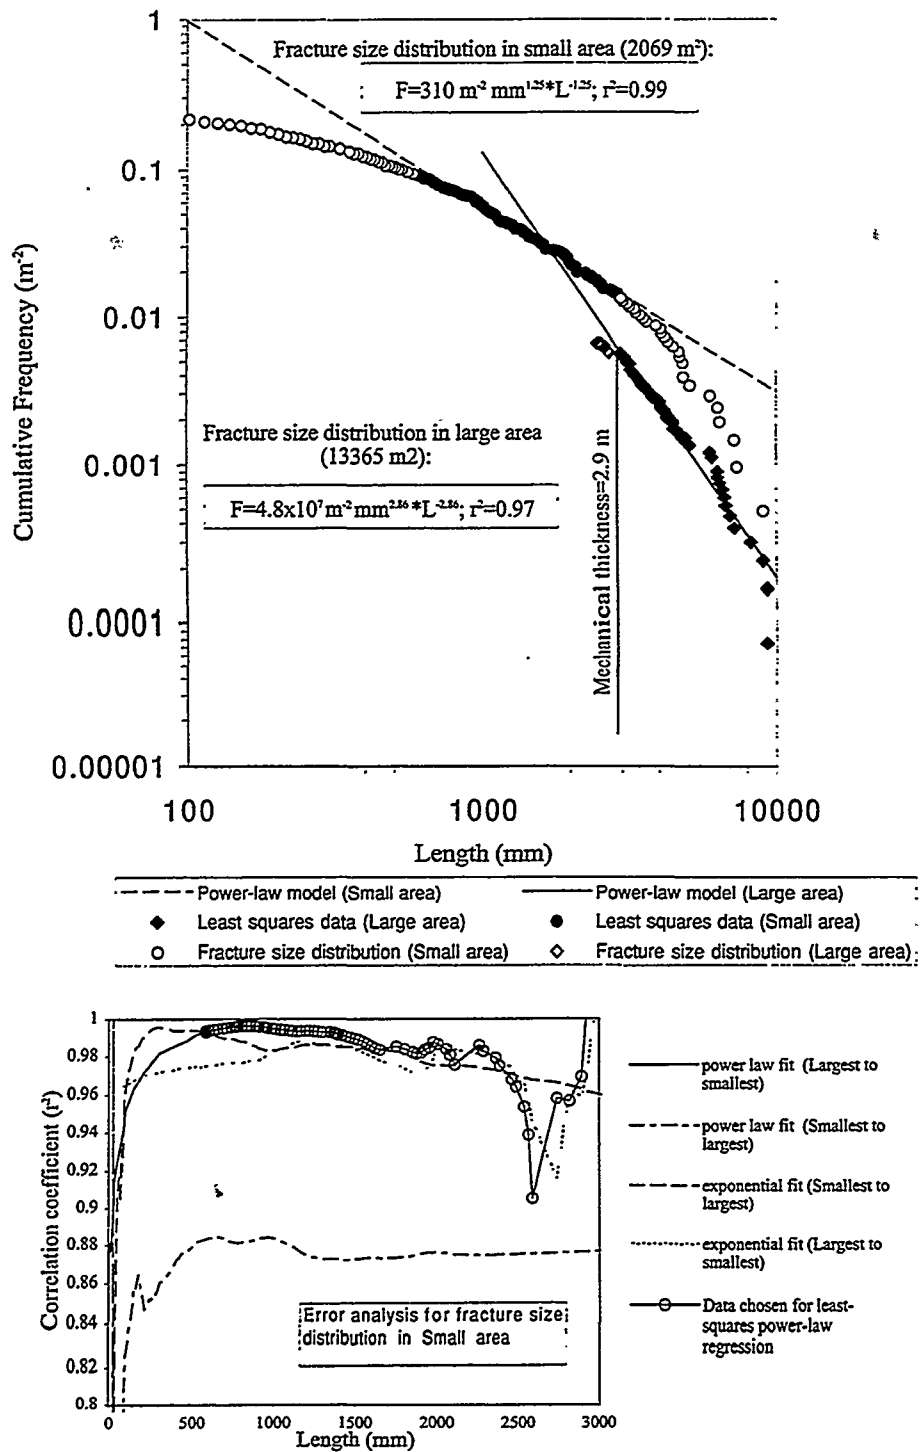 Fracture size distribution in small area (2069 m²):
F=310 m⁻² mm¹·²⁵*L⁻¹·²⁵; r²=0.99
1
0.1
0.01
0.001
0.0001
0.00001
Cumulative Frequency (m⁻²)
Fracture size distribution in large area
(13365 m2):
F=4.8x10⁷ m⁻² mm²·⁸⁶ *L⁻²·⁸⁶; r²=0.97
Mechanical thickness=2.9 m
100
1000
10000
Length (mm)
Power-law model (Small area)
Power-law model (Large area)
Least squares data (Large area)
Least squares data (Small area)
Fracture size distribution (Small area)
Fracture size distribution (Large area)
1
0.98
0.96
0.94
0.92
0.9
0.88
0.86
0.84
0.82
0.8
Correlation coefficient (r²)
Error analysis for fracture size
distribution in Small area
0
500
1000
1500
2000
2500
3000
Length (mm)
power law fit (Largest to
smallest)
power law fit (Smallest to
largest)
exponential fit (Smallest to
largest)
exponential fit (Largest to
smallest)
Data chosen for least-
squares power-law
regression